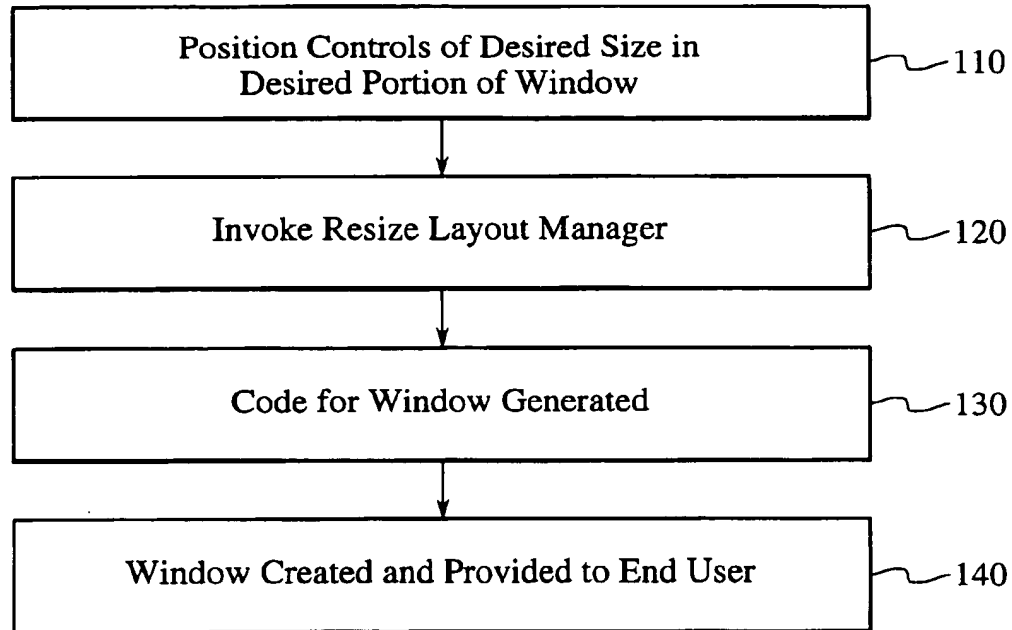 Position Controls of Desired Size in
Desired Portion of Window
110
Invoke Resize Layout Manager
120
Code for Window Generated
130
Window Created and Provided to End User
140